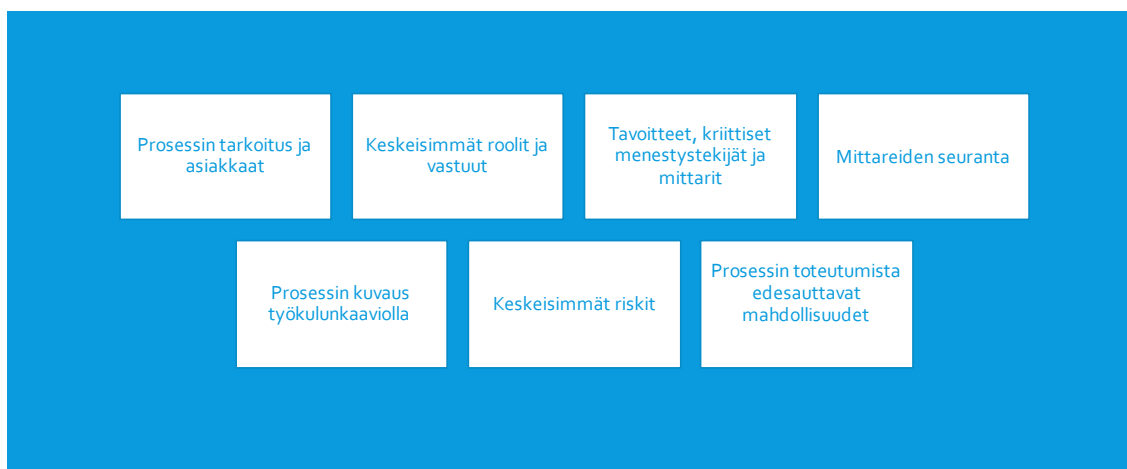 Prosessin tarkoitus ja
asiakkaat
Keskeisimmät roolit ja
vastuut
Tavoitteet, kriittiset
menestystekijät ja
mittarit
Mittareiden seuranta
Prosessin kuvaus
työkulunkaaviolla
Keskeisimmät riskit
Prosessin toteutumista
edesauttavat
mahdollisuudet